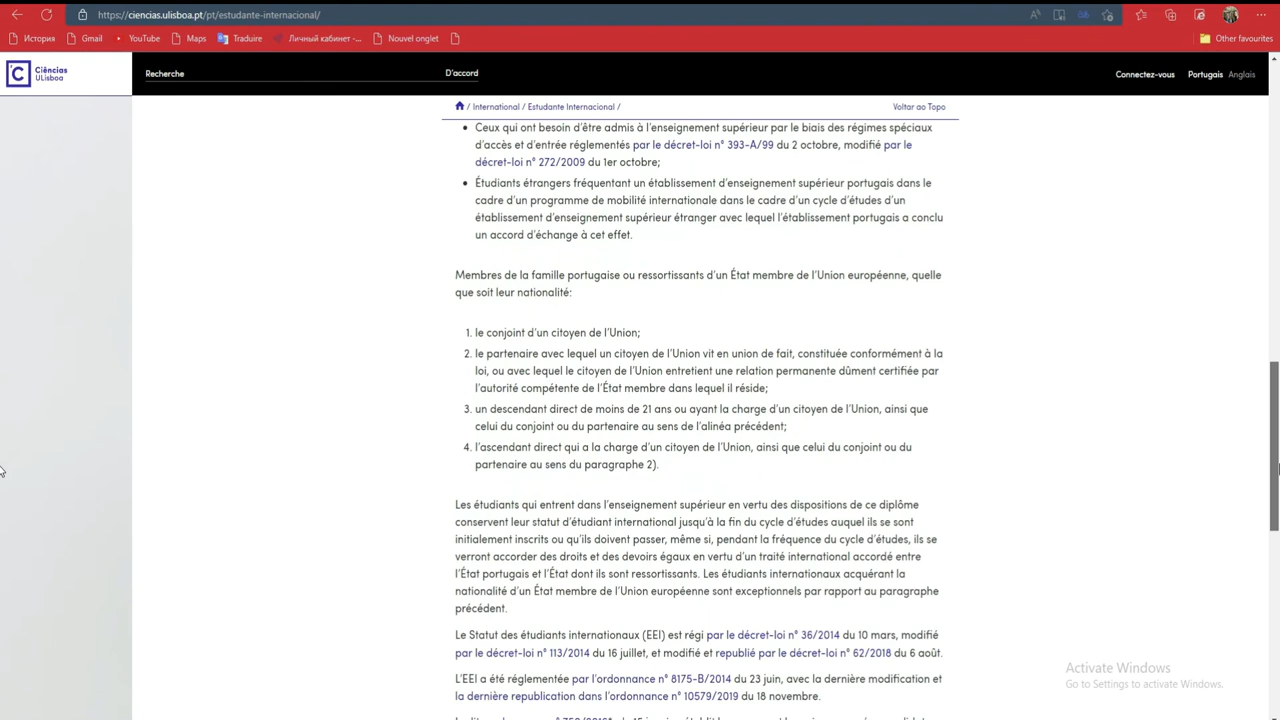 https://ciencias.ulisboa.pt/pt/estudante-internacional/
История
Gmail
YouTube
Maps
Traduire
Личный кабинет -...
Nouvel onglet
Other favourites
Ciências
ULisboa
Recherche
D'accord
Connectez-vous
Portugais
Anglais
/ International / Estudante Internacional /
Voltar ao Topo
Ceux qui ont besoin d'être admis à l'enseignement supérieur par le biais des régimes spéciaux
d'accès et d'entrée réglementés par le décret-loi n° 393-A/99 du 2 octobre, modifié par le
décret-loi n° 272/2009 du 1er octobre;
Étudiants étrangers fréquentant un établissement d'enseignement supérieur portugais dans le
cadre d'un programme de mobilité internationale dans le cadre d'un cycle d'études d'un
établissement d'enseignement supérieur étranger avec lequel l'établissement portugais a conclu
un accord d'échange à cet effet.
Membres de la famille portugaise ou ressortissants d'un État membre de l'Union européenne, quelle
que soit leur nationalité:
1. le conjoint d'un citoyen de l'Union;
2. le partenaire avec lequel un citoyen de l'Union vit en union de fait, constituée conformément à la
loi, ou avec lequel le citoyen de l'Union entretient une relation permanente dûment certifiée par
l'autorité compétente de l'État membre dans lequel il réside;
3. un descendant direct de moins de 21 ans ou ayant la charge d'un citoyen de l'Union, ainsi que
celui du conjoint ou du partenaire au sens de l'alinéa précédent;
4. l'ascendant direct qui a la charge d'un citoyen de l'Union, ainsi que celui du conjoint ou du
partenaire au sens du paragraphe 2).
Les étudiants qui entrent dans l'enseignement supérieur en vertu des dispositions de ce diplôme
conservent leur statut d'étudiant international jusqu'à la fin du cycle d'études auquel ils se sont
initialement inscrits ou qu'ils doivent passer, même si, pendant la fréquence du cycle d'études, ils se
verront accorder des droits et des devoirs égaux en vertu d'un traité international accordé entre
l'État portugais et l'État dont ils sont ressortissants. Les étudiants internationaux acquérant la
nationalité d'un État membre de l'Union européenne sont exceptionnels par rapport au paragraphe
précédent.
Le Statut des étudiants internationaux (EEI) est régi par le décret-loi n° 36/2014 du 10 mars, modifié
par le décret-loi n° 113/2014 du 16 juillet, et modifié et republié par le décret-loi n° 62/2018 du 6 août.
L'EEI a été réglementée par l'ordonnance n° 8175-B/2014 du 23 juin, avec la dernière modification et
la dernière republication dans l'ordonnance n° 10579/2019 du 18 novembre.
Activate Windows
Go to Settings to activate Windows.